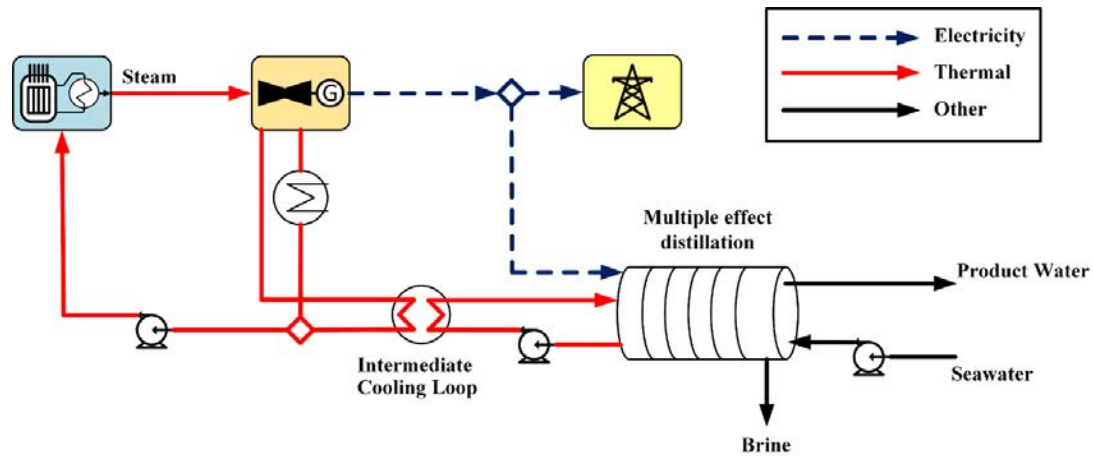 Electricity
Thermal
Other
Steam
G
Multiple effect
distillation
Product Water
Intermediate
Cooling Loop
Seawater
Brine